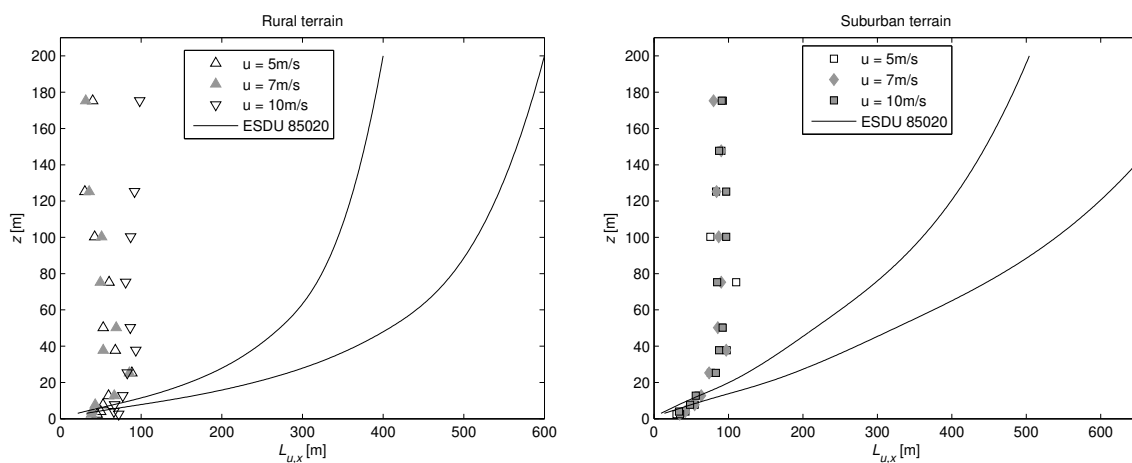 Rural terrain
200
180
160
140
120
100
80
60
40
20
0
z [m]
u = 5m/s
u = 7m/s
u = 10m/s
ESDU 85020
0 100 200 300 400 500 600
Lu,x [m]
Suburban terrain
200
180
160
140
120
100
80
60
40
20
0
z [m]
u = 5m/s
u = 7m/s
u = 10m/s
ESDU 85020
0 100 200 300 400 500 600
Lu,x [m]